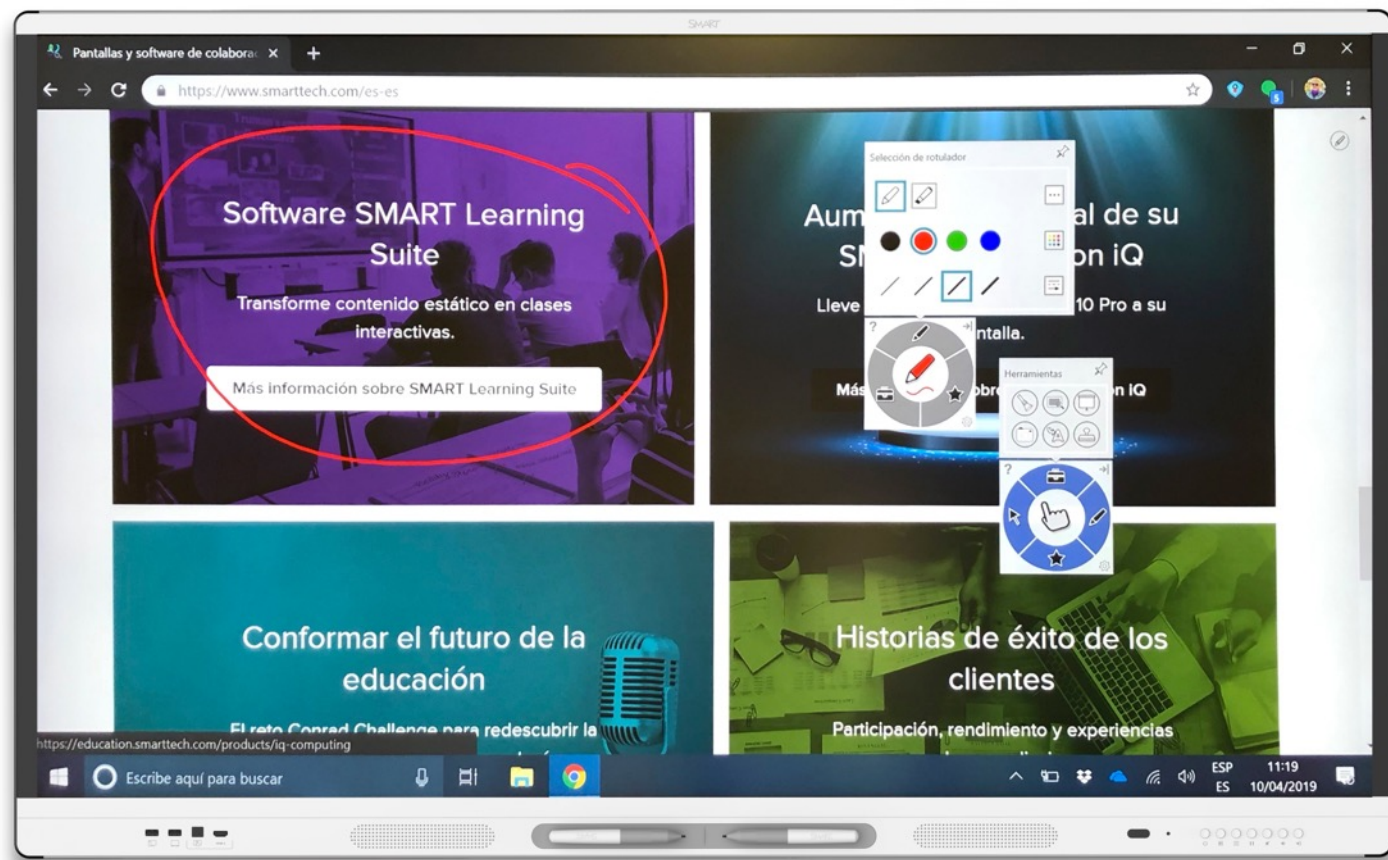 SMART
Pantallas y software de colabora
https://www.smarttech.com/es-es
5
Software SMART Learning
Suite
Transforme contenido estático en clases
interactivas.
Más información sobre SMART Learning Suite
Aum al de su
SM on iQ
Lleve 10 Pro a su
ntalla.
Más obre n iQ
Selección de rotulador
?
Herramientas
?
Conformar el futuro de la
educación
El reto Conrad Challenge para redescubrir la
Historias de éxito de los
clientes
Participación, rendimiento y experiencias
https://education.smarttech.com/products/iq-computing
Escribe aquí para buscar
ESP
ES
11:19
10/04/2019